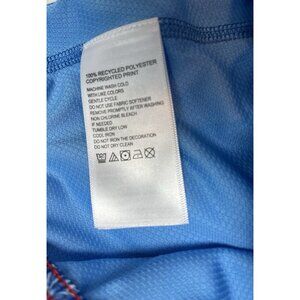 100% RECYCLED POLYESTER
COPYRIGHTED PRINT
MACHINE WASH COLD
WITH LIKE COLORS
GENTLE CYCLE
DO NOT USE FABRIC SOFTENER
REMOVE PROMPTLY AFTER WASHING
NON CHLORINE BLEACH
IF NEEDED
TUMBLE DRY LOW
COOL IRON
DO NOT IRON THE DECORATION
DO NOT DRY CLEAN